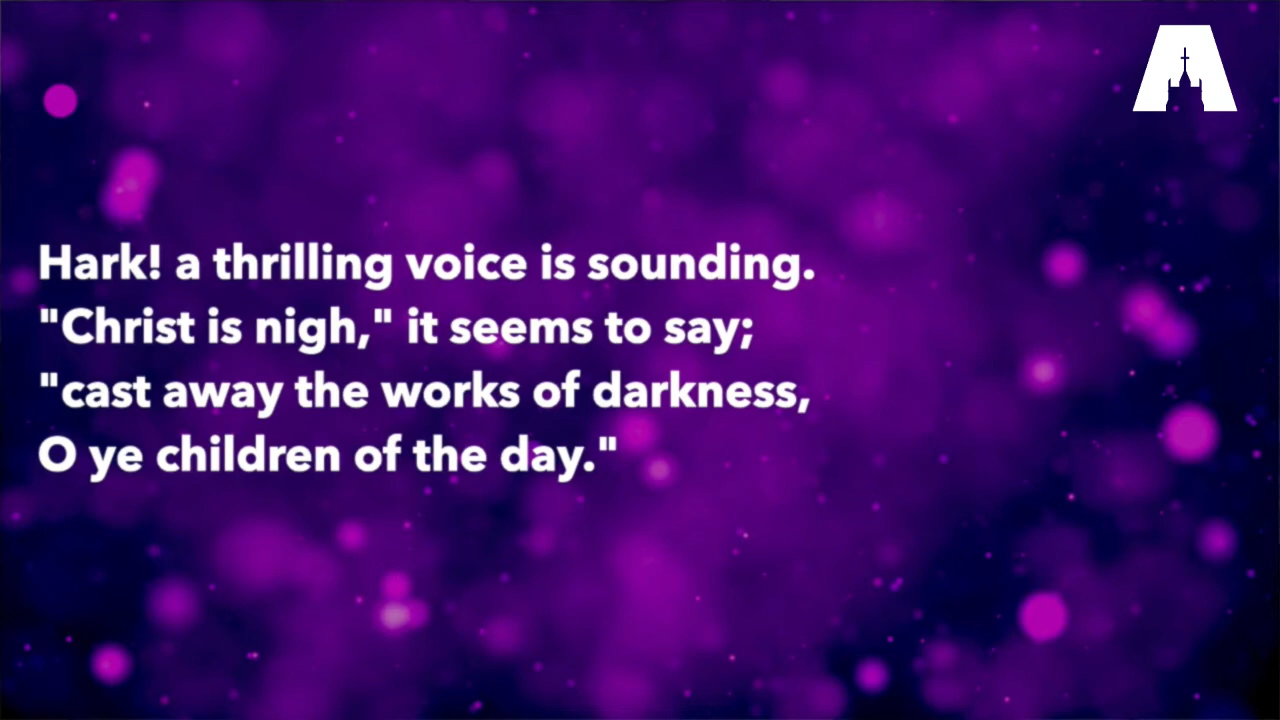 Hark! a thrilling voice is sounding.
"Christ is nigh," it seems to say;
"cast away the works of darkness,
O ye children of the day."